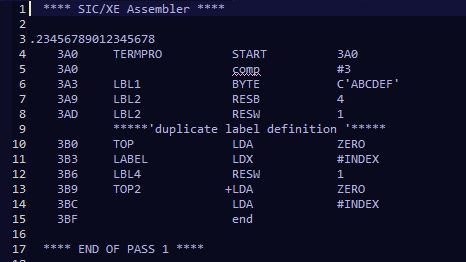 1 **** SIC/XE Assembler ****
2
3 .23456789012345678
4 3A0 TERMPRO START 3A0
5 3A0 comp #3
6 3A3 LBL1 BYTE C'ABCDEF'
7 3A9 LBL2 RESB 4
8 3AD LBL2 RESW 1
9 *****'duplicate label definition '*****
10 3B0 TOP LDA ZERO
11 3B3 LABEL LDX #INDEX
12 3B6 LBL4 RESW 1
13 3B9 TOP2 +LDA ZERO
14 3BC LDA #INDEX
15 3BF end
16
17 **** END OF PASS 1 ****